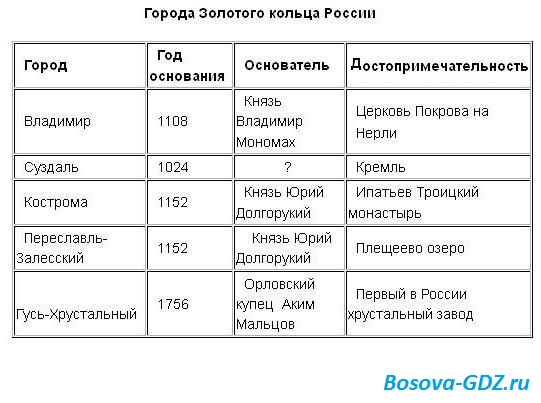 Города Золотого кольца России
Город
Год
основания
Основатель
Достопримечательность
Владимир
1108
Князь
Владимир
Мономах
Церковь Покрова на
Нерли
Суздаль
1024
?
Кремль
Кострома
1152
Князь Юрий
Долгорукий
Ипатьев Троицкий
монастырь
Переславль-
Залесский
1152
Князь Юрий
Долгорукий
Плещеево озеро
Гусь-Хрустальный
1756
Орловский
купец Аким
Мальцов
Первый в России
хрустальный завод
Bosova-GDZ.ru